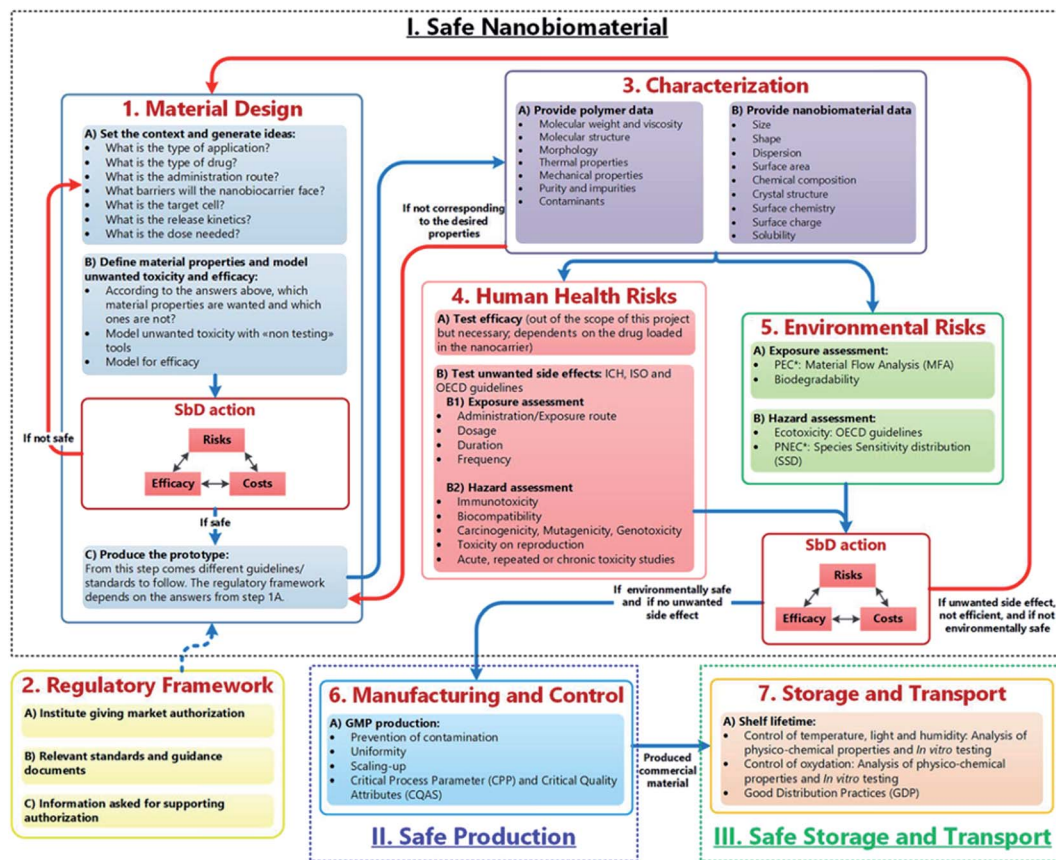 I. Safe Nanobiomaterial
1. Material Design
A) Set the context and generate ideas:
• What is the type of application?
• What is the type of drug?
• What is the administration route?
• What barriers will the nanobiocarrier face?
• What is the target cell?
• What is the release kinetics?
• What is the dose needed?
B) Define material properties and model
unwanted toxicity and efficacy:
• According to the answers above, which
material properties are wanted and which
ones are not?
• Model unwanted toxicity with «non testing»
tools
• Model for efficacy
SbD action
Risks
Efficacy
Costs
If not safe
If safe
C) Produce the prototype:
From this step comes different guidelines/
standards to follow. The regulatory framework
depends on the answers from step 1A.
2. Regulatory Framework
A) Institute giving market authorization
B) Relevant standards and guidance
documents
C) Information asked for supporting
authorization
3. Characterization
A) Provide polymer data
• Molecular weight and viscosity
• Molecular structure
• Morphology
• Thermal properties
• Mechanical properties
• Purity and impurities
• Contaminants
B) Provide nanobiomaterial data
• Size
• Shape
• Dispersion
• Surface area
• Chemical composition
• Crystal structure
• Surface chemistry
• Surface charge
• Solubility
If not corresponding
to the desired
properties
4. Human Health Risks
A) Test efficacy (out of the scope of this project
but necessary; dependents on the drug loaded
in the nanocarrier)
B) Test unwanted side effects: ICH, ISO and
OECD guidelines
B1) Exposure assessment
• Administration/Exposure route
• Dosage
• Duration
• Frequency
B2) Hazard assessment
• Immunotoxicity
• Biocompatibility
• Carcinogenicity, Mutagenicity, Genotoxicity
• Toxicity on reproduction
• Acute, repeated or chronic toxicity studies
5. Environmental Risks
A) Exposure assessment:
• PEC*: Material Flow Analysis (MFA)
• Biodegradability
B) Hazard assessment:
• Ecotoxicity: OECD guidelines
• PNEC*: Species Sensitivity distribution
(SSD)
SbD action
Risks
Efficacy
Costs
If environmentally safe
and if no unwanted
side effect
If unwanted side effect,
not efficient, and if not
environmentally safe
6. Manufacturing and Control
A) GMP production:
• Prevention of contamination
• Uniformity
• Scaling-up
• Critical Process Parameter (CPP) and Critical Quality
Attributes (CQAS)
II. Safe Production
Produced
commercial
material
7. Storage and Transport
A) Shelf lifetime:
• Control of temperature, light and humidity: Analysis of
physico-chemical properties and In vitro testing
• Control of oxydation: Analysis of physico-chemical
properties and In vitro testing
• Good Distribution Practices (GDP)
III. Safe Storage and Transport